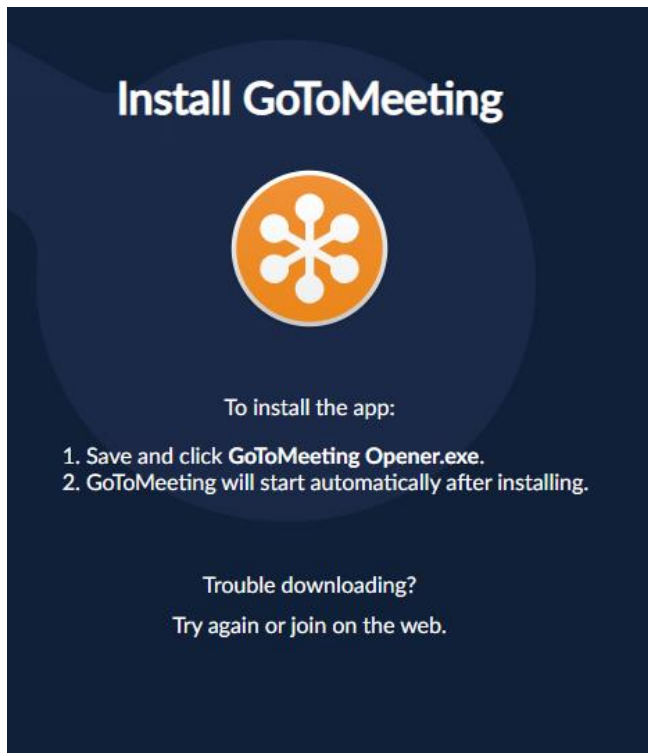 Install GoToMeeting
To install the app:
1. Save and click GoToMeeting Opener.exe.
2. GoToMeeting will start automatically after installing.
Trouble downloading?
Try again or join on the web.